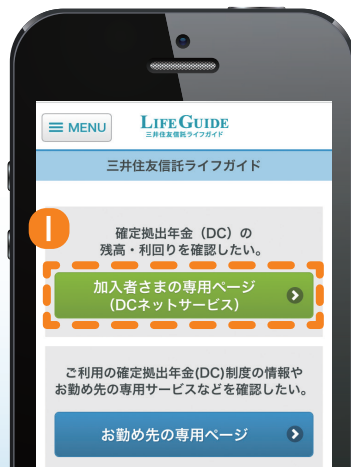 1
MENU
LIFE GUIDE
三井住友信託ライフガイド
三井住友信託ライフガイド
確定拠出年金（DC）の
残高・利回りを確認したい。
加入者さまの専用ページ
（DCネットサービス）
ご利用の確定拠出年金(DC)制度の情報や
お勤め先の専用サービスなどを確認したい。
お勤め先の専用ページ